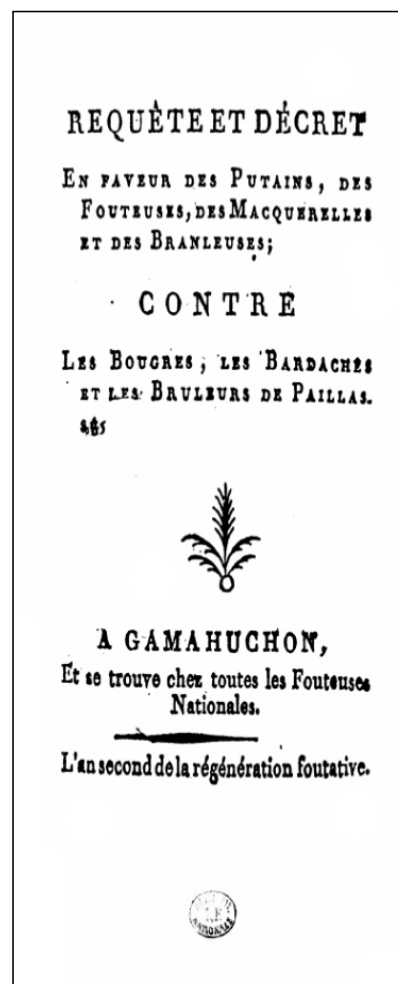 REQUÊTE ET DÉCRET
EN FAVEUR DES PUTAINS, DES
FOUTEUSES, DES MACQUERELLES
ET DES BRANLEUSES;
CONTRE
LES BOUGRES, LES BARDACHES
ET LES BRULEURS DE PAILLAS-
SES
A GAMAHUCHON,
Et se trouve chez toutes les Fouteuses
Nationales.
L'an second de la régénération foutative.